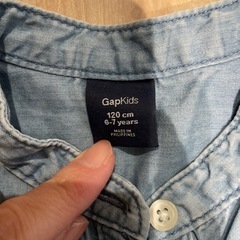 GapKids
120 cm
6-7 years
MADE IN
PHILIPPINES